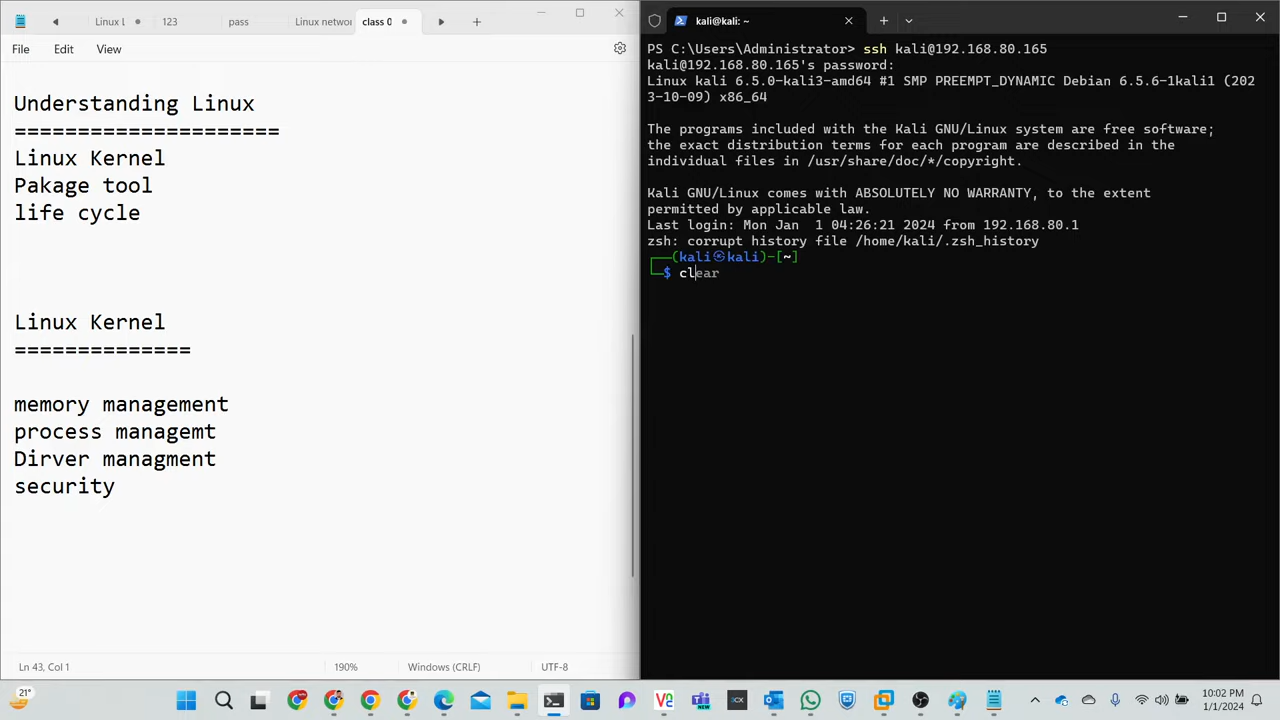 Linux L
123
pass
Linux networ
class 0
File
Edit
View
Understanding Linux
=====================
Linux Kernel
Pakage tool
life cycle
Linux Kernel
==============
memory management
process managemt
Dirver managment
security
Ln 43, Col 1
190%
Windows (CRLF)
UTF-8
kali@kali: ~
PS C:\Users\Administrator> ssh kali@192.168.80.165
kali@192.168.80.165's password:
Linux kali 6.5.0-kali3-amd64 #1 SMP PREEMPT_DYNAMIC Debian 6.5.6-1kali1 (202
3-10-09) x86_64
The programs included with the Kali GNU/Linux system are free software;
the exact distribution terms for each program are described in the
individual files in /usr/share/doc/*/copyright.
Kali GNU/Linux comes with ABSOLUTELY NO WARRANTY, to the extent
permitted by applicable law.
Last login: Mon Jan  1 04:26:21 2024 from 192.168.80.1
zsh: corrupt history file /home/kali/.zsh_history
┌──(kali㉿kali)-[~]
└─$ clear
21°
10:02 PM
1/1/2024